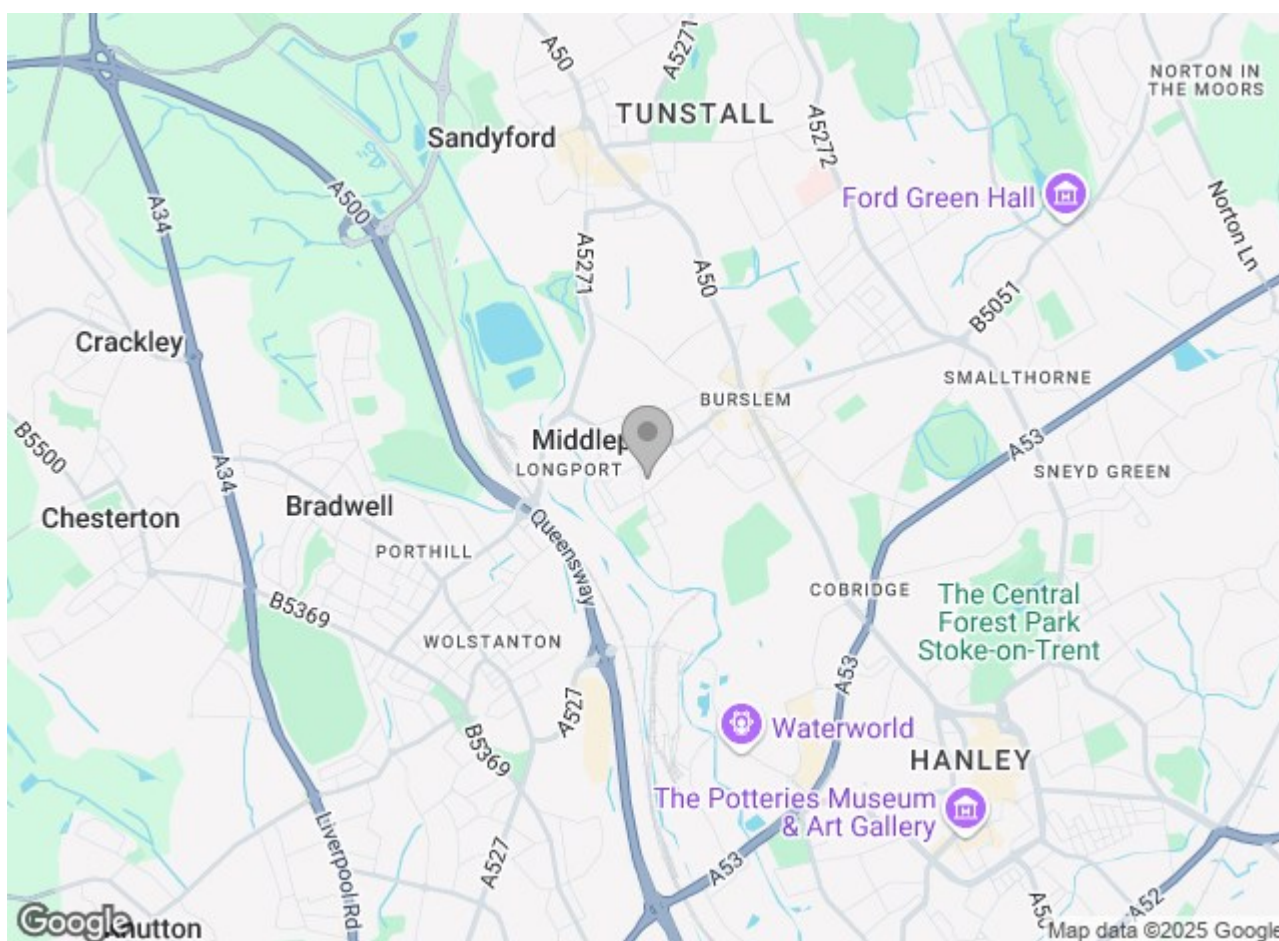 A50
A5271
TUNSTALL
A5272
NORTON IN
THE MOORS
Sandyford
A34
A500
Ford Green Hall
Norton Ln
A5271
A50
B5051
Crackley
SMALLTHORNE
BURSLEM
B5500
A34
LONGPORT
A53
SNEYD GREEN
Bradwell
Chesterton
Queensway
PORTHILL
B5369
COBRIDGE
The Central
Forest Park
Stoke-on-Trent
WOLSTANTON
A53
A527
B5369
Waterworld
HANLEY
The Potteries Museum
& Art Gallery
Liverpool Rd
A527
A53
A52
Google
Map data ©2025 Google